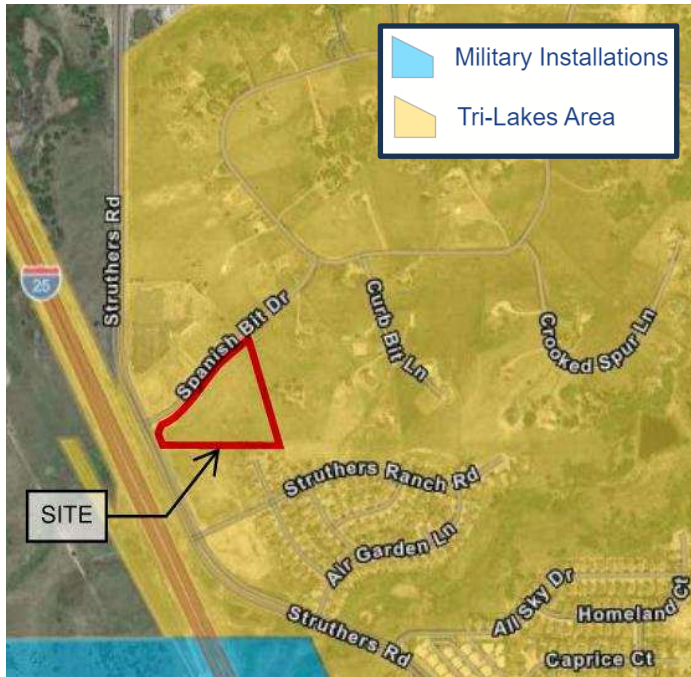 Military Installations
Tri-Lakes Area
Struthers Rd
25
Spanish Bit Dr
Curb Bit Ln
Crooked Spur Ln
SITE
Struthers Ranch Rd
Air Garden Ln
Struthers Rd
All Sky Dr
Homeland Ct
Caprice Ct